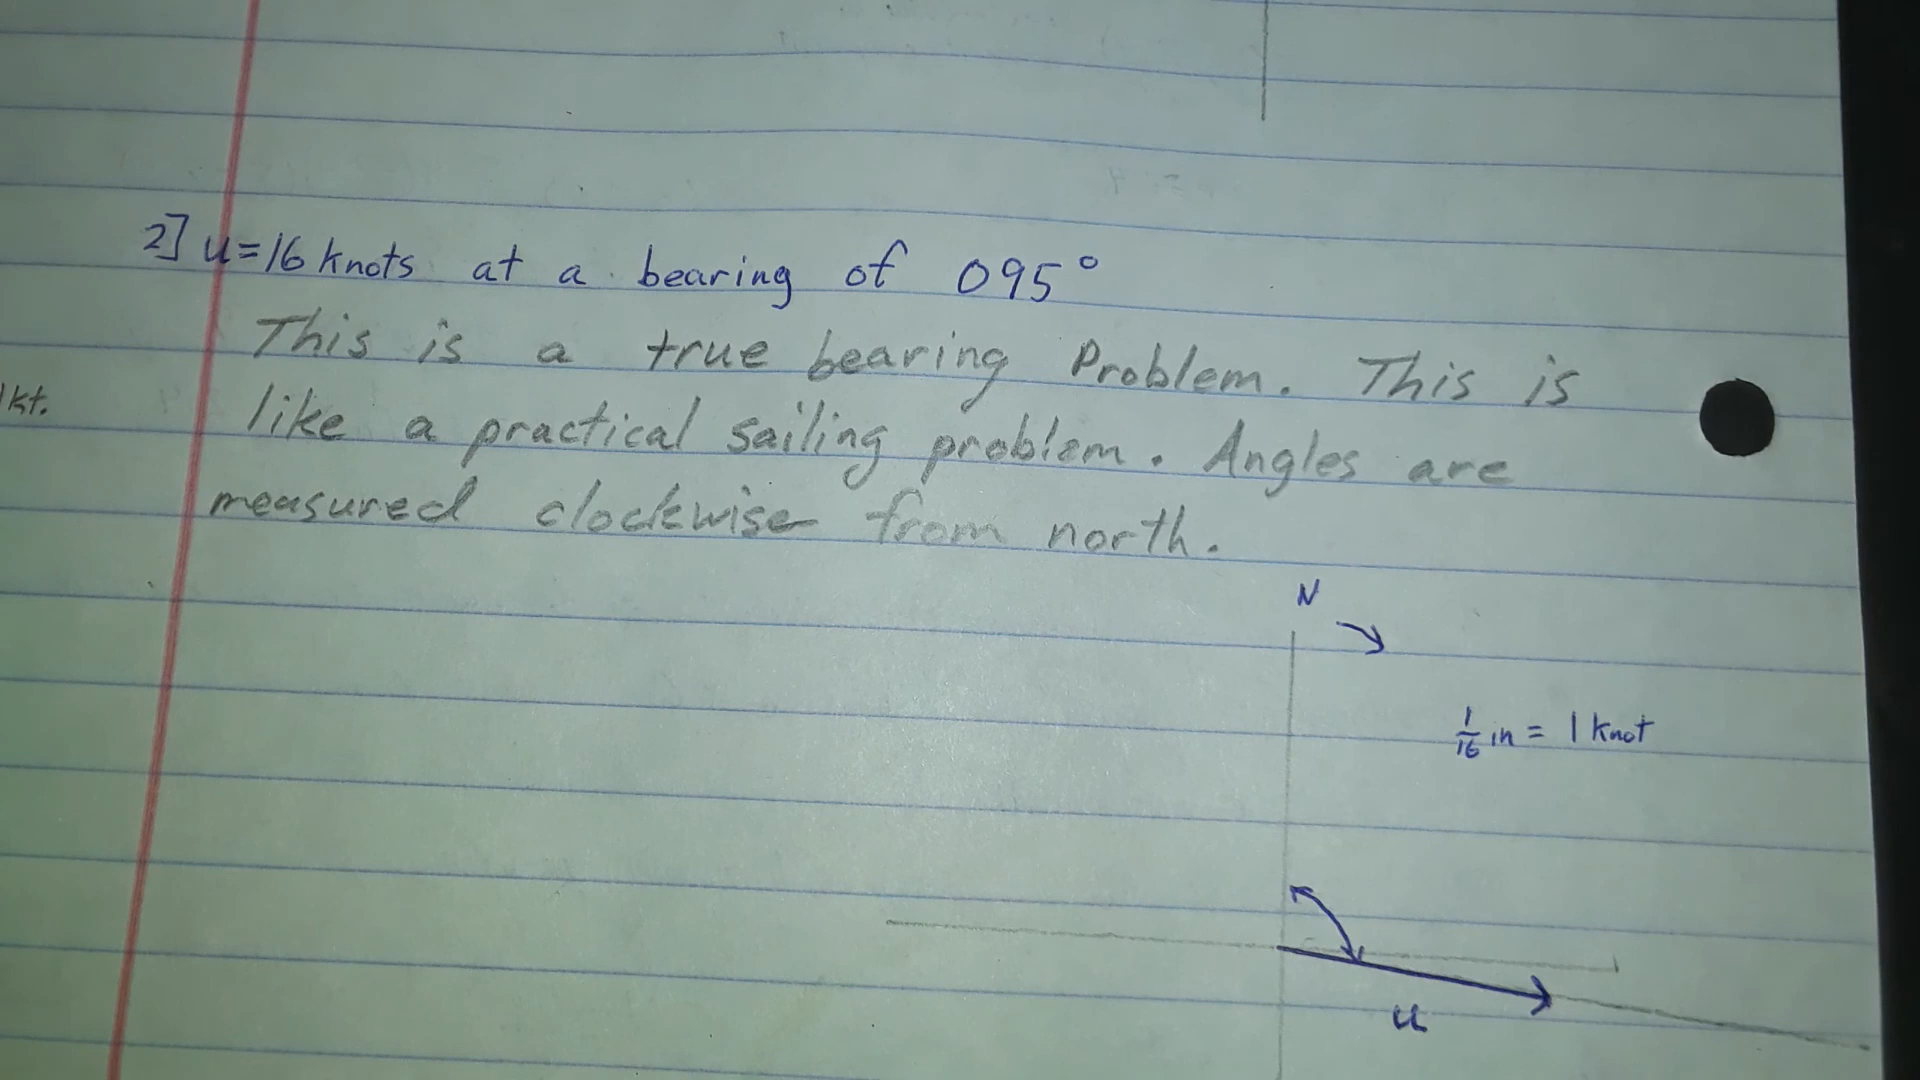 2] u=16 knots at a bearing of 095°
This is a true bearing Problem. This is
1kt.
like a practical sailing problem. Angles are
measured clockwise from north.
N
1/16 in = 1 knot
u